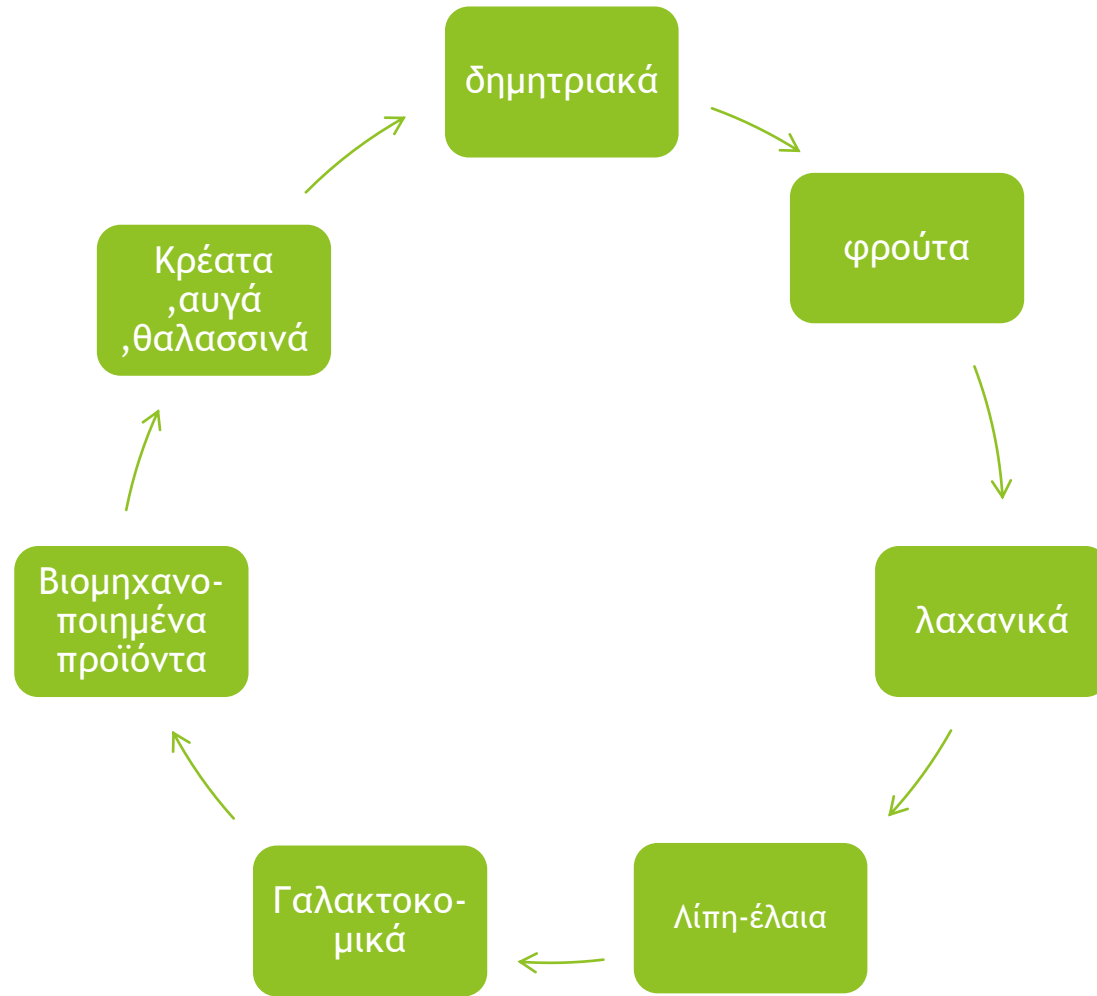 δημητριακά
φρούτα
λαχανικά
Λίπη-έλαια
Γαλακτοκο-
μικά
Βιομηχανο-
ποιημένα
προϊόντα
Κρέατα
,αυγά
,θαλασσινά